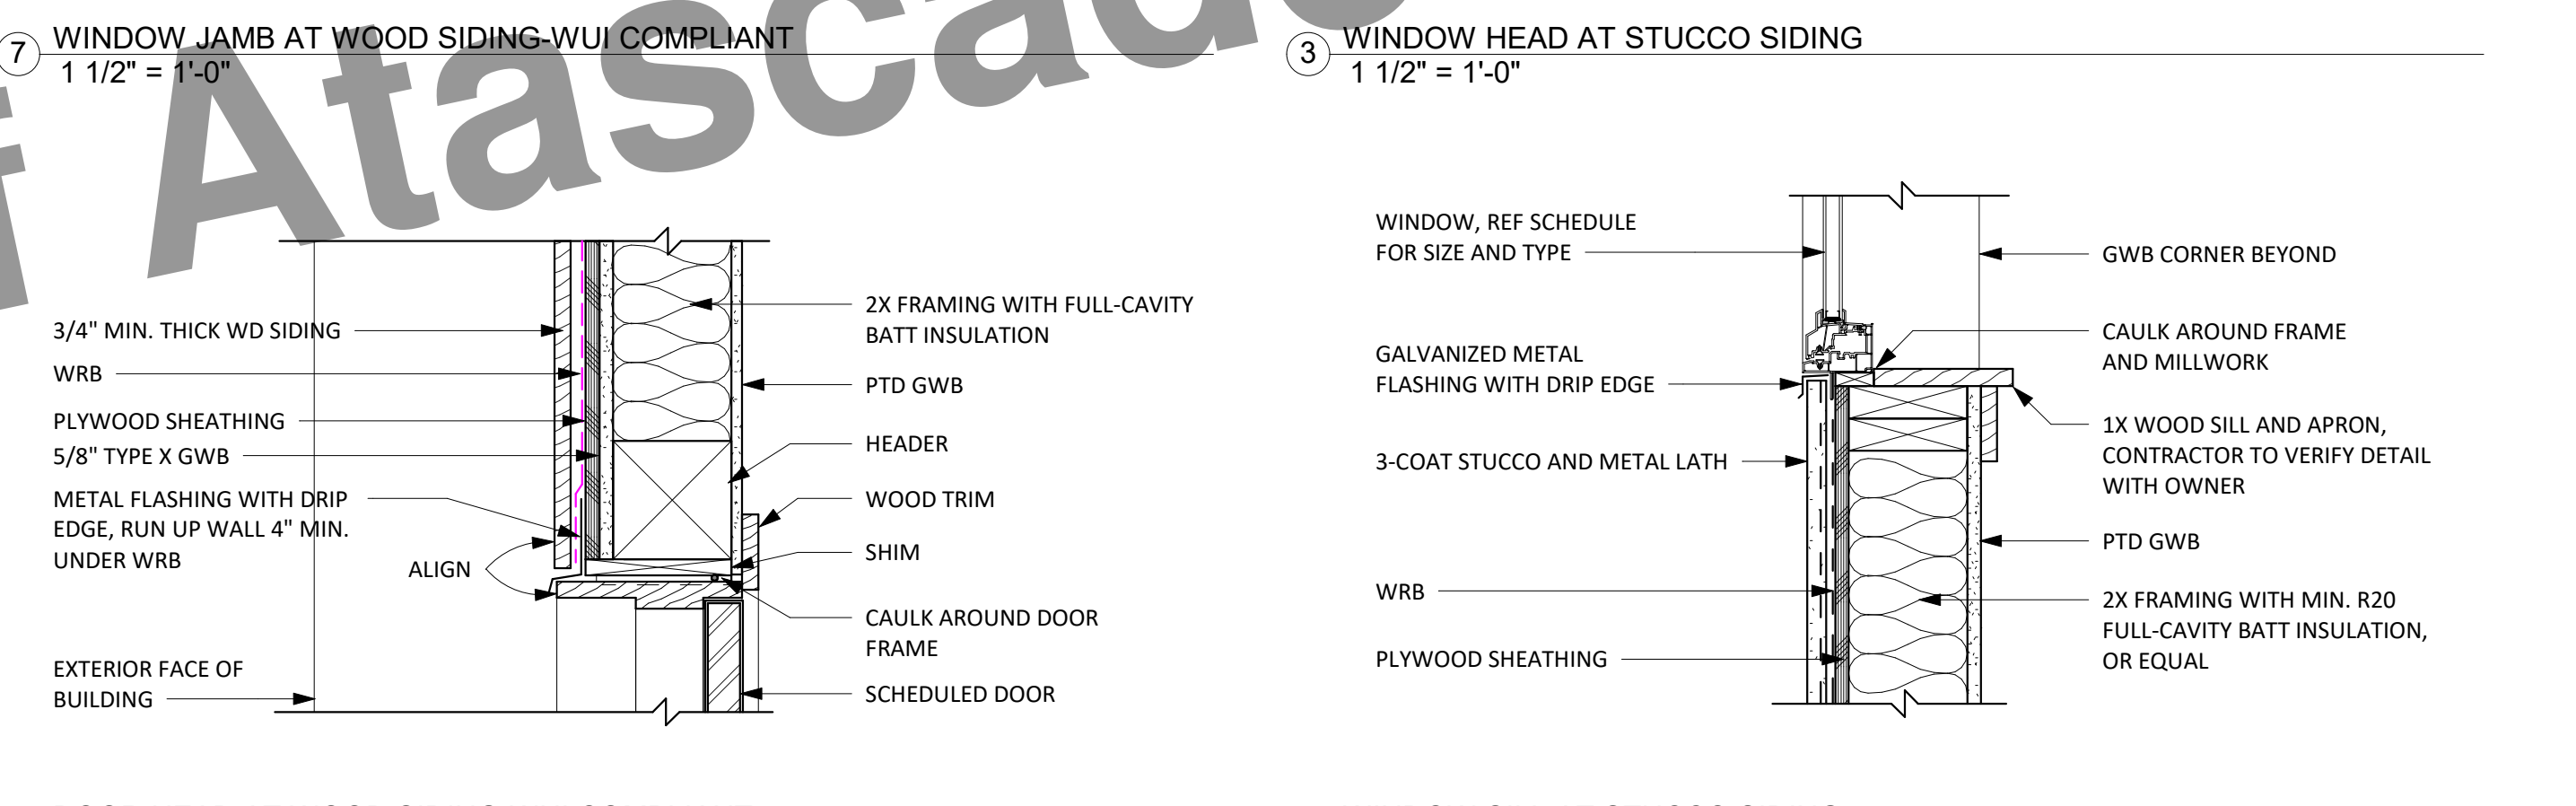 7
WINDOW JAMB AT WOOD SIDING-WUI COMPLIANT
1 1/2" = 1'-0"
3
WINDOW HEAD AT STUCCO SIDING
1 1/2" = 1'-0"
f Atascade
3/4" MIN. THICK WD SIDING
WRB
PLYWOOD SHEATHING
5/8" TYPE X GWB
METAL FLASHING WITH DRIP
EDGE, RUN UP WALL 4" MIN.
UNDER WRB
ALIGN
EXTERIOR FACE OF
BUILDING
2X FRAMING WITH FULL-CAVITY
BATT INSULATION
PTD GWB
HEADER
WOOD TRIM
SHIM
CAULK AROUND DOOR
FRAME
SCHEDULED DOOR
WINDOW, REF SCHEDULE
FOR SIZE AND TYPE
GALVANIZED METAL
FLASHING WITH DRIP EDGE
3-COAT STUCCO AND METAL LATH
WRB
PLYWOOD SHEATHING
GWB CORNER BEYOND
CAULK AROUND FRAME
AND MILLWORK
1X WOOD SILL AND APRON,
CONTRACTOR TO VERIFY DETAIL
WITH OWNER
PTD GWB
2X FRAMING WITH MIN. R20
FULL-CAVITY BATT INSULATION,
OR EQUAL